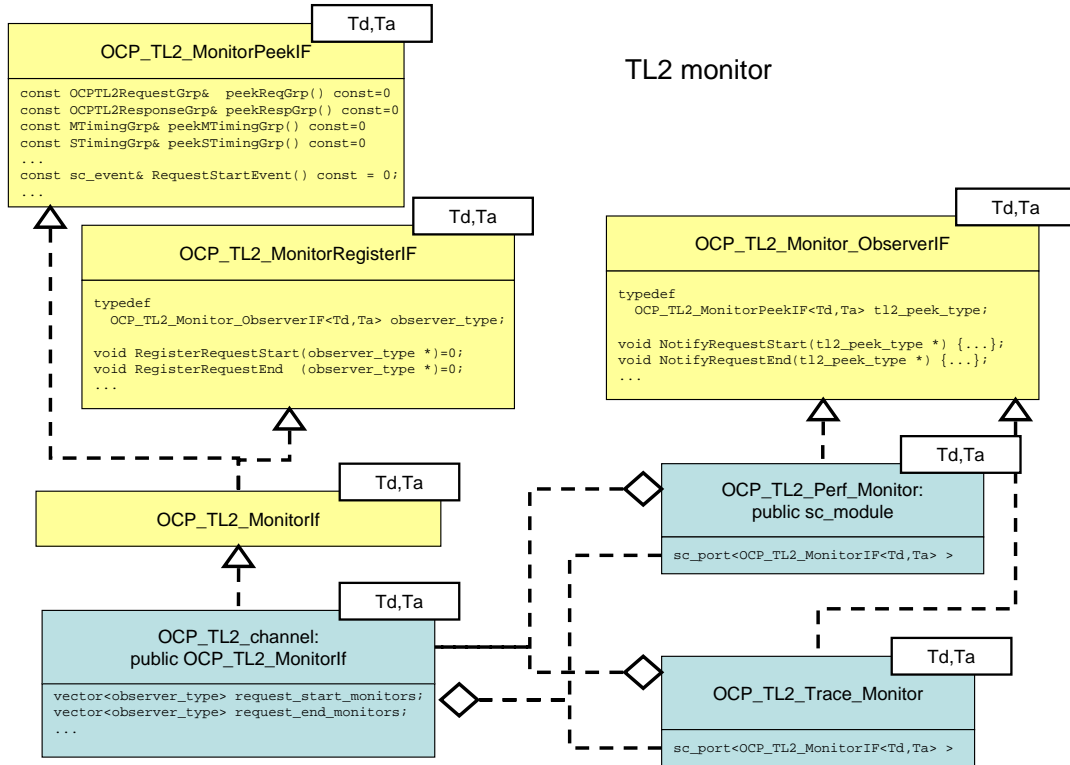 Td,Ta
OCP_TL2_MonitorPeekIF
const OCPTL2RequestGrp&  peekReqGrp() const=0
const OCPTL2ResponseGrp& peekRespGrp() const=0
const MTimingGrp& peekMTimingGrp() const=0
const STimingGrp& peekSTimingGrp() const=0
...
const sc_event& RequestStartEvent() const = 0;
...
TL2 monitor
Td,Ta
OCP_TL2_MonitorRegisterIF
typedef
OCP_TL2_Monitor_ObserverIF<Td,Ta> observer_type;
void RegisterRequestStart(observer_type *)=0;
void RegisterRequestEnd  (observer_type *)=0;
...
Td,Ta
OCP_TL2_Monitor_ObserverIF
typedef
OCP_TL2_MonitorPeekIF<Td,Ta> tl2_peek_type;
void NotifyRequestStart(tl2_peek_type *) {...};
void NotifyRequestEnd(tl2_peek_type *) {...};
...
Td,Ta
OCP_TL2_MonitorIf
Td,Ta
OCP_TL2_Perf_Monitor:
public sc_module
sc_port<OCP_TL2_MonitorIF<Td,Ta> >
Td,Ta
OCP_TL2_channel:
public OCP_TL2_MonitorIf
vector<observer_type> request_start_monitors;
vector<observer_type> request_end_monitors;
...
Td,Ta
OCP_TL2_Trace_Monitor
sc_port<OCP_TL2_MonitorIF<Td,Ta> >